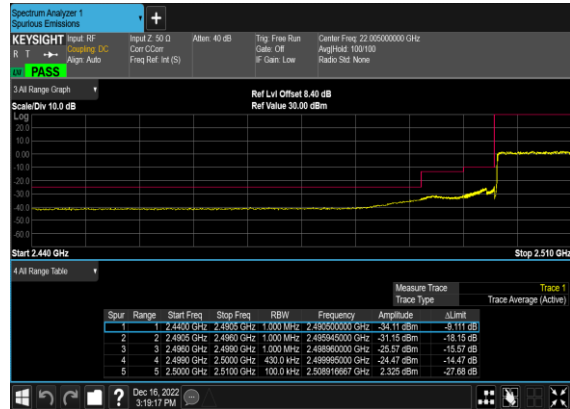 Spectrum Analyzer 1
Spurious Emissions
+
KEYSIGHT Input: RF Input Z: 50 Ω Atten: 40 dB Trig: Free Run Center Freq: 22.005000000 GHz
R T Coupling: DC Corr CCorr Gate: Off Avg|Hold: 100/100
Align: Auto Freq Ref: Int (S) IF Gain: Low Radio Std: None
PASS
3 All Range Graph
Ref Lvl Offset 8.40 dB
Scale/Div 10.0 dB Ref Value 30.00 dBm
Log
20.0
10.0
0.00
-10.0
-20.0
-30.0
-40.0
-50.0
-60.0
Start 2.440 GHz Stop 2.510 GHz
4 All Range Table
Measure Trace Trace 1
Trace Type Trace Average (Active)
Spur Range Start Freq Stop Freq RBW Frequency Amplitude ΔLimit
1 1 2.4400 GHz 2.4905 GHz 1.000 MHz 2.490500000 GHz -34.11 dBm -9.111 dB
2 2 2.4905 GHz 2.4960 GHz 1.000 MHz 2.495945000 GHz -31.15 dBm -18.15 dB
3 3 2.4960 GHz 2.4990 GHz 1.000 MHz 2.498960000 GHz -25.57 dBm -15.57 dB
4 4 2.4990 GHz 2.5000 GHz 430.0 kHz 2.499995000 GHz -24.47 dBm -14.47 dB
5 5 2.5000 GHz 2.5100 GHz 100.0 kHz 2.508916667 GHz 2.325 dBm -27.68 dB
? Dec 16, 2022
3:19:17 PM